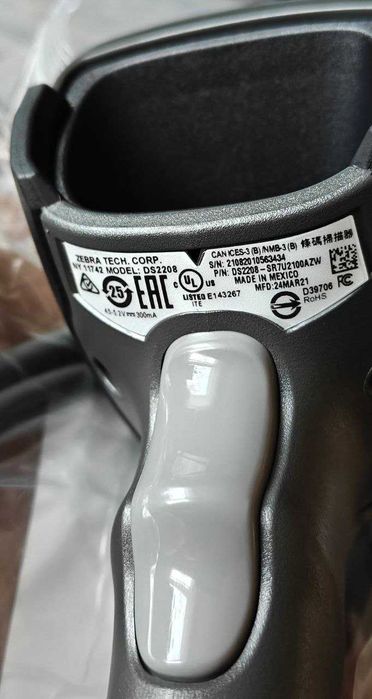 ZEBRA TECH. CORP.
NY 11742 MODEL: DS2208
25 EAC
c UL us
LISTED E143267
ITE
4.5-5.2V⎓300mA
CAN ICES-3 (B)/NMB-3 (B) 條碼掃描器
S/N: 21082010563434
P/N: DS2208-SR7U2100AZW
MADE IN MEXICO
MFD:24MAR21
FC
D39706
RoHS